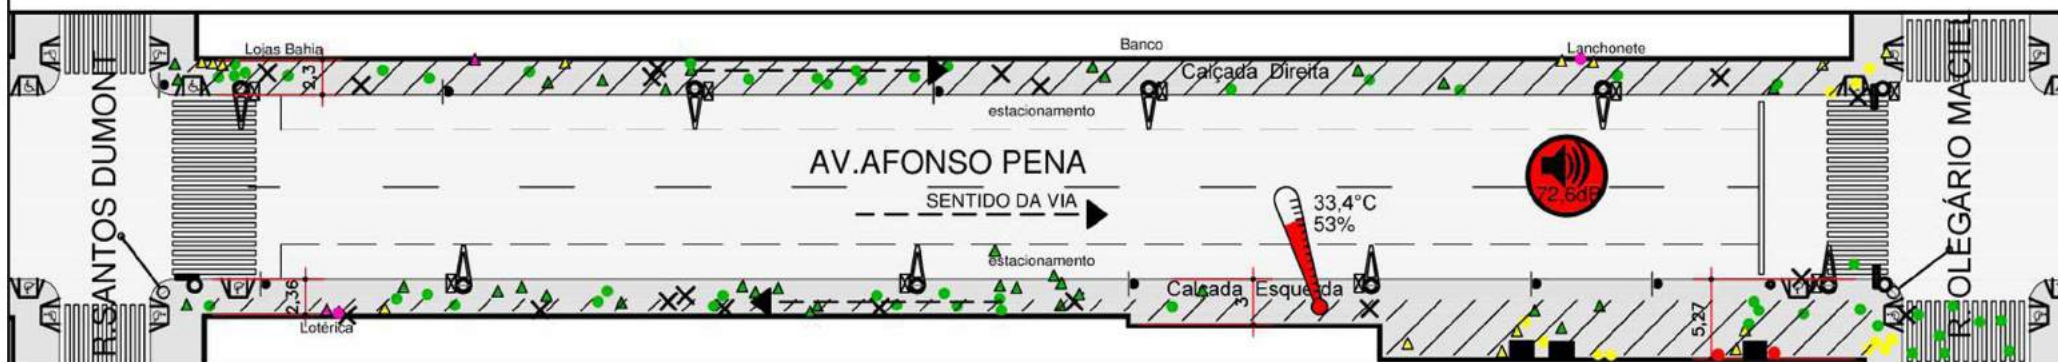 Lojas Bahia
Banco
Lanchonete
2,3
Calçada Direita
estacionamento
R.SANTOS DUMONT
AV.AFONSO PENA
SENTIDO DA VIA
33,4°C
53%
72,6dB
R. OLEGÁRIO MACIEL
estacionamento
2,36
Calçada Esquerda
3
5,27
Lotérica